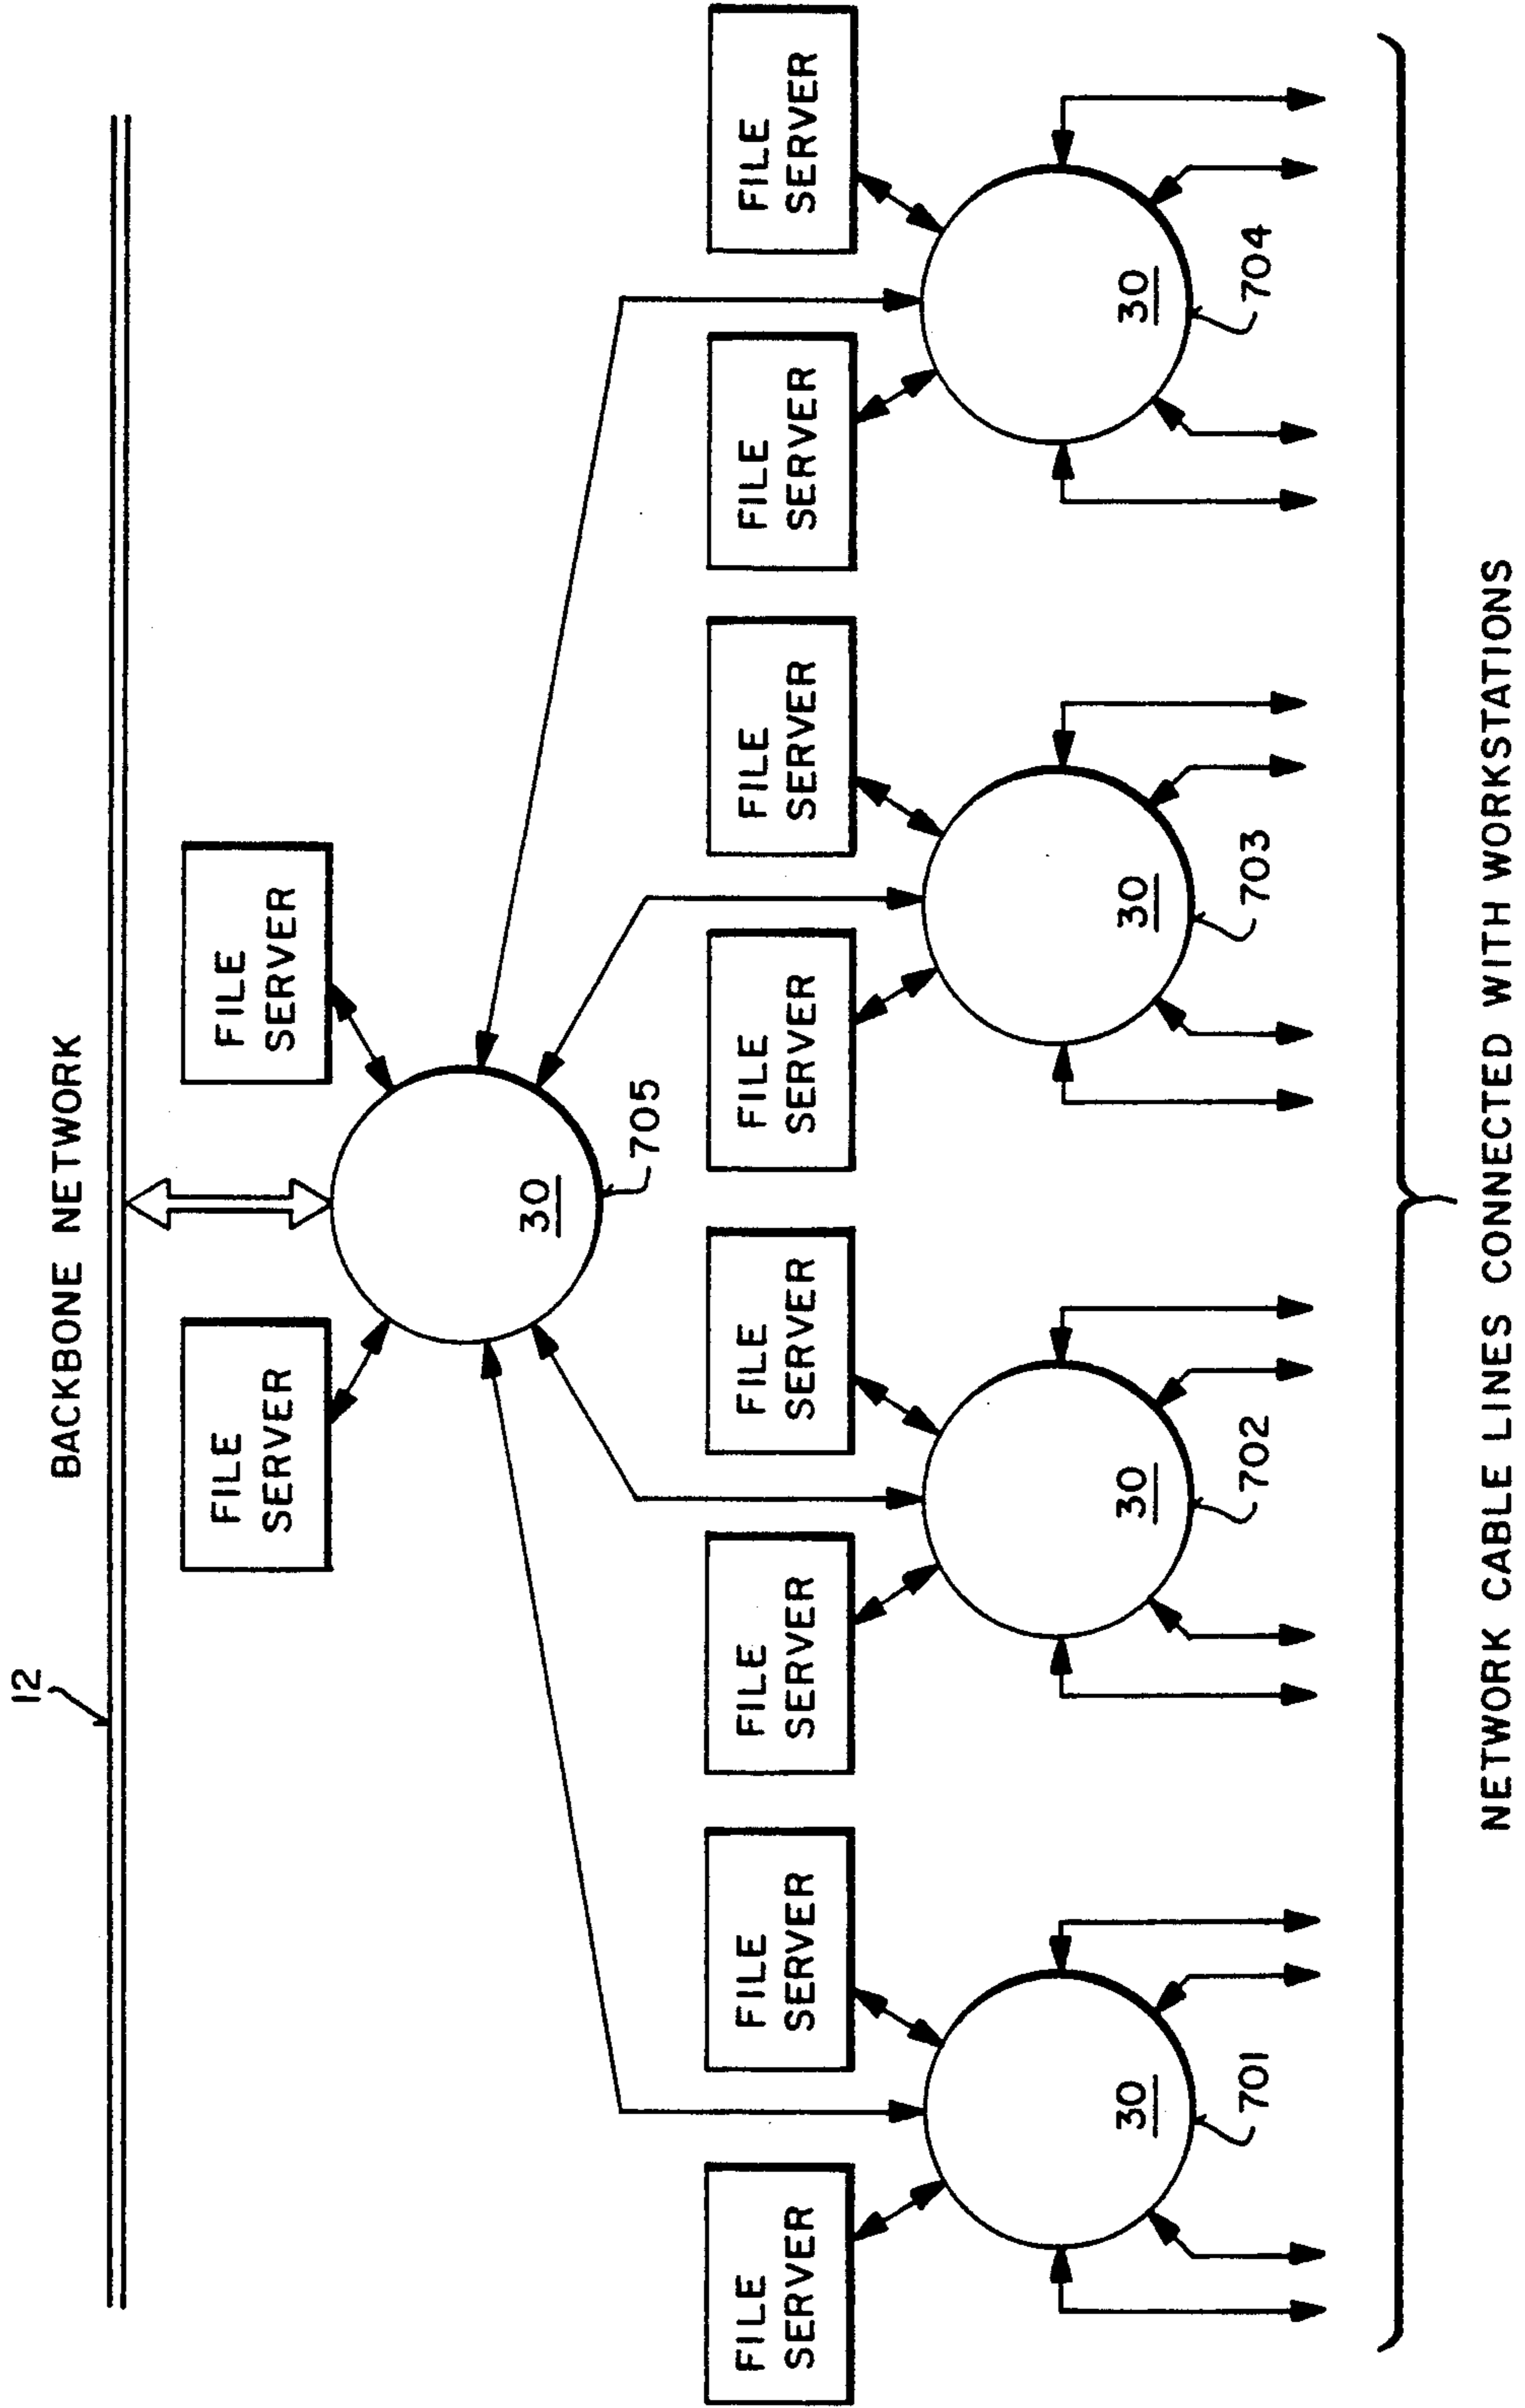 12
BACKBONE NETWORK
FILE
SERVER
FILE
SERVER
30
705
FILE
SERVER
FILE
SERVER
FILE
SERVER
FILE
SERVER
FILE
SERVER
FILE
SERVER
FILE
SERVER
FILE
SERVER
30
701
30
702
30
703
30
704
NETWORK CABLE LINES CONNECTED WITH WORKSTATIONS